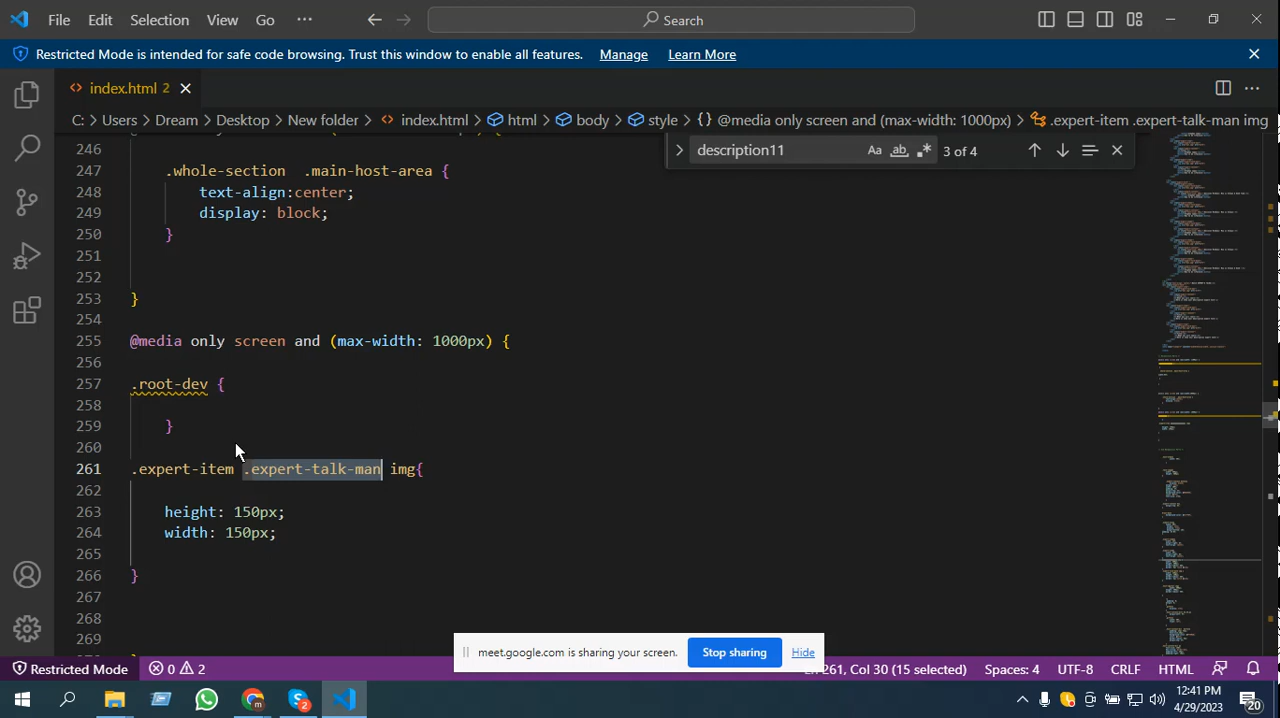 File Edit Selection View Go ··· Search
Restricted Mode is intended for safe code browsing. Trust this window to enable all features. Manage Learn More
index.html 2
C: > Users > Dream > Desktop > New folder > index.html > html > body > style > {} @media only screen and (max-width: 1000px) > .expert-item .expert-talk-man img
description11 Aa ab 3 of 4
246
247 .whole-section .main-host-area {
248 text-align:center;
249 display: block;
250 }
251
252
253 }
254
255 @media only screen and (max-width: 1000px) {
256
257 .root-dev {
258
259 }
260
261 .expert-item .expert-talk-man img{
262
263 height: 150px;
264 width: 150px;
265
266 }
267
268
269
meet.google.com is sharing your screen. Stop sharing Hide
Restricted Mode 0 2 261, Col 30 (15 selected) Spaces: 4 UTF-8 CRLF HTML
2 12:41 PM
4/29/2023 20